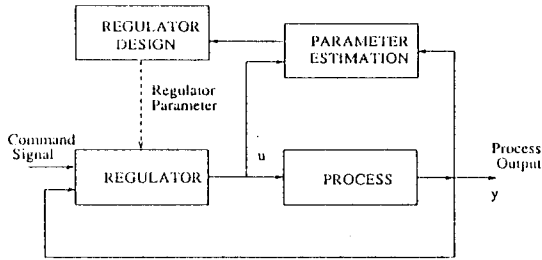 REGULATOR
DESIGN
PARAMETER
ESTIMATION
Regulator
Parameter
Command
Signal
u
Process
Output
REGULATOR
PROCESS
y